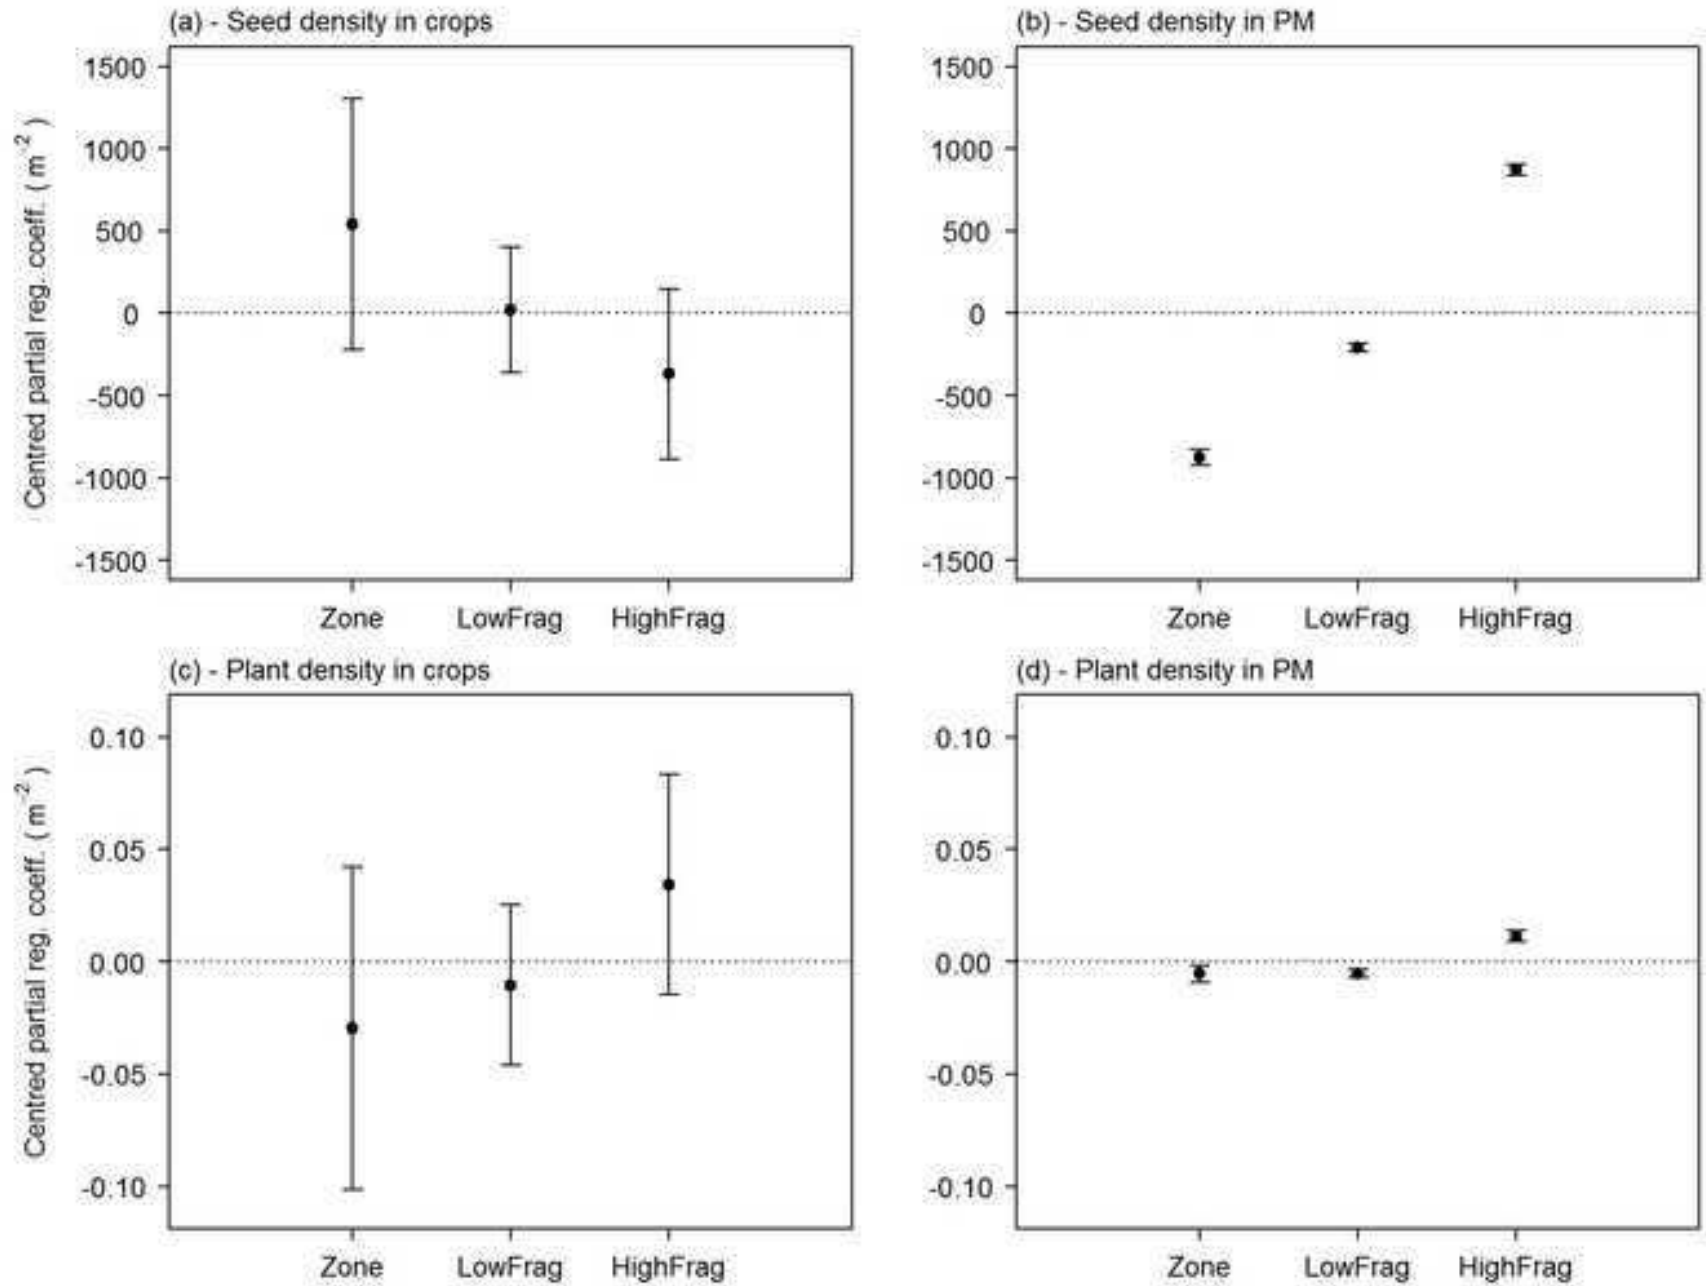 (a) - Seed density in crops
(b) - Seed density in PM
Centred partial reg. coeff. ( m⁻² )
1500
1000
500
0
-500
-1000
-1500
1500
1000
500
0
-500
-1000
-1500
Zone LowFrag HighFrag
Zone LowFrag HighFrag
(c) - Plant density in crops
(d) - Plant density in PM
Centred partial reg. coeff. ( m⁻² )
0.10
0.05
0.00
-0.05
-0.10
0.10
0.05
0.00
-0.05
-0.10
Zone LowFrag HighFrag
Zone LowFrag HighFrag